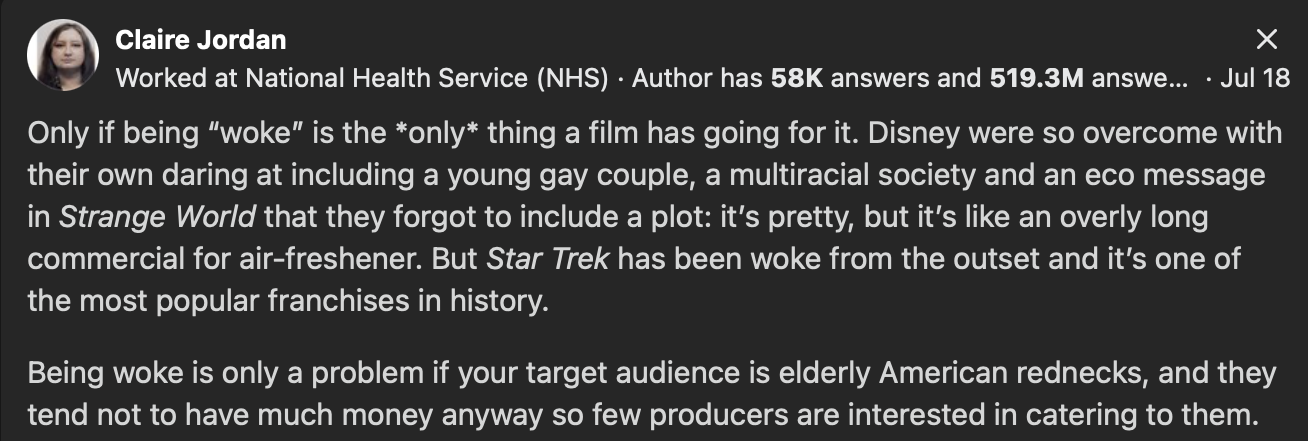 Claire Jordan
Worked at National Health Service (NHS) · Author has 58K answers and 519.3M answe... · Jul 18
Only if being “woke” is the *only* thing a film has going for it. Disney were so overcome with
their own daring at including a young gay couple, a multiracial society and an eco message
in Strange World that they forgot to include a plot: it’s pretty, but it’s like an overly long
commercial for air-freshener. But Star Trek has been woke from the outset and it’s one of
the most popular franchises in history.
Being woke is only a problem if your target audience is elderly American rednecks, and they
tend not to have much money anyway so few producers are interested in catering to them.